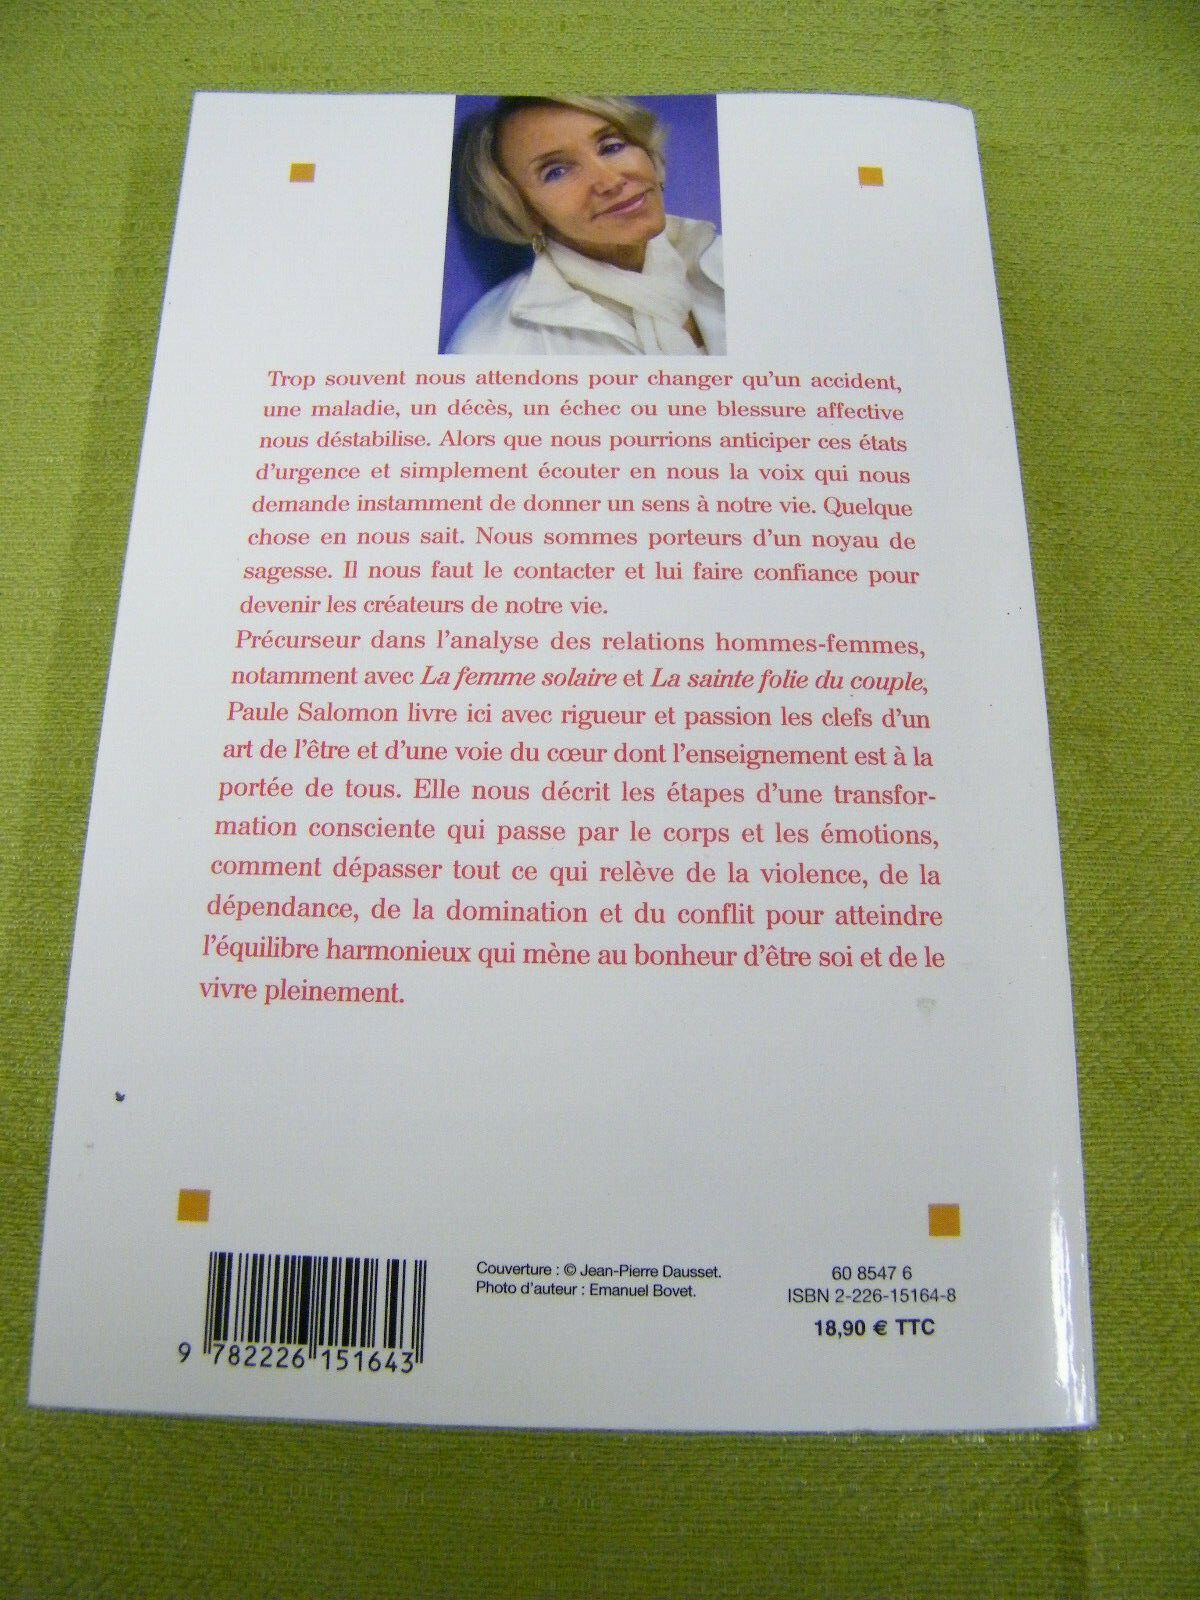 Trop souvent nous attendons pour changer qu'un accident,
une maladie, un décès, un échec ou une blessure affective
nous déstabilise. Alors que nous pourrions anticiper ces états
d'urgence et simplement écouter en nous la voix qui nous
demande instamment de donner un sens à notre vie. Quelque
chose en nous sait. Nous sommes porteurs d'un noyau de
sagesse. Il nous faut le contacter et lui faire confiance pour
devenir les créateurs de notre vie.
Précurseur dans l'analyse des relations hommes-femmes,
notamment avec La femme solaire et La sainte folie du couple,
Paule Salomon livre ici avec rigueur et passion les clefs d'un
art de l'être et d'une voie du cœur dont l'enseignement est à la
portée de tous. Elle nous décrit les étapes d'une transfor-
mation consciente qui passe par le corps et les émotions,
comment dépasser tout ce qui relève de la violence, de la
dépendance, de la domination et du conflit pour atteindre
l'équilibre harmonieux qui mène au bonheur d'être soi et de le
vivre pleinement.
Couverture : © Jean-Pierre Dausset.
Photo d'auteur : Emanuel Bovet.
60 8547 6
ISBN 2-226-15164-8
18,90 € TTC
9 782226 151643